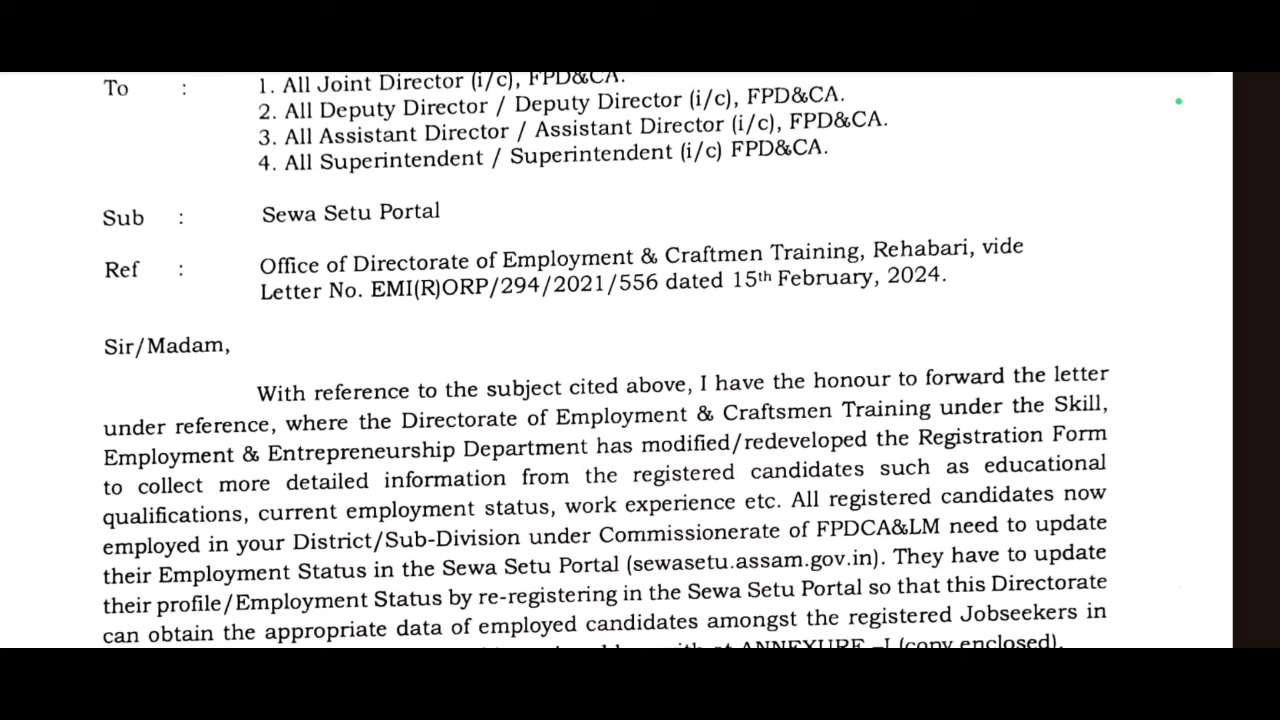 To : 1. All Joint Director (i/c), FPD&CA.
2. All Deputy Director / Deputy Director (i/c), FPD&CA.
3. All Assistant Director / Assistant Director (i/c), FPD&CA.
4. All Superintendent / Superintendent (i/c) FPD&CA.
Sub : Sewa Setu Portal
Ref : Office of Directorate of Employment & Craftmen Training, Rehabari, vide
Letter No. EMI(R)ORP/294/2021/556 dated 15th February, 2024.
Sir/Madam,
With reference to the subject cited above, I have the honour to forward the letter
under reference, where the Directorate of Employment & Craftsmen Training under the Skill,
Employment & Entrepreneurship Department has modified/redeveloped the Registration Form
to collect more detailed information from the registered candidates such as educational
qualifications, current employment status, work experience etc. All registered candidates now
employed in your District/Sub-Division under Commissionerate of FPDCA&LM need to update
their Employment Status in the Sewa Setu Portal (sewasetu.assam.gov.in). They have to update
their profile/Employment Status by re-registering in the Sewa Setu Portal so that this Directorate
can obtain the appropriate data of employed candidates amongst the registered Jobseekers in
at ANNEXURE –I (copy enclosed).